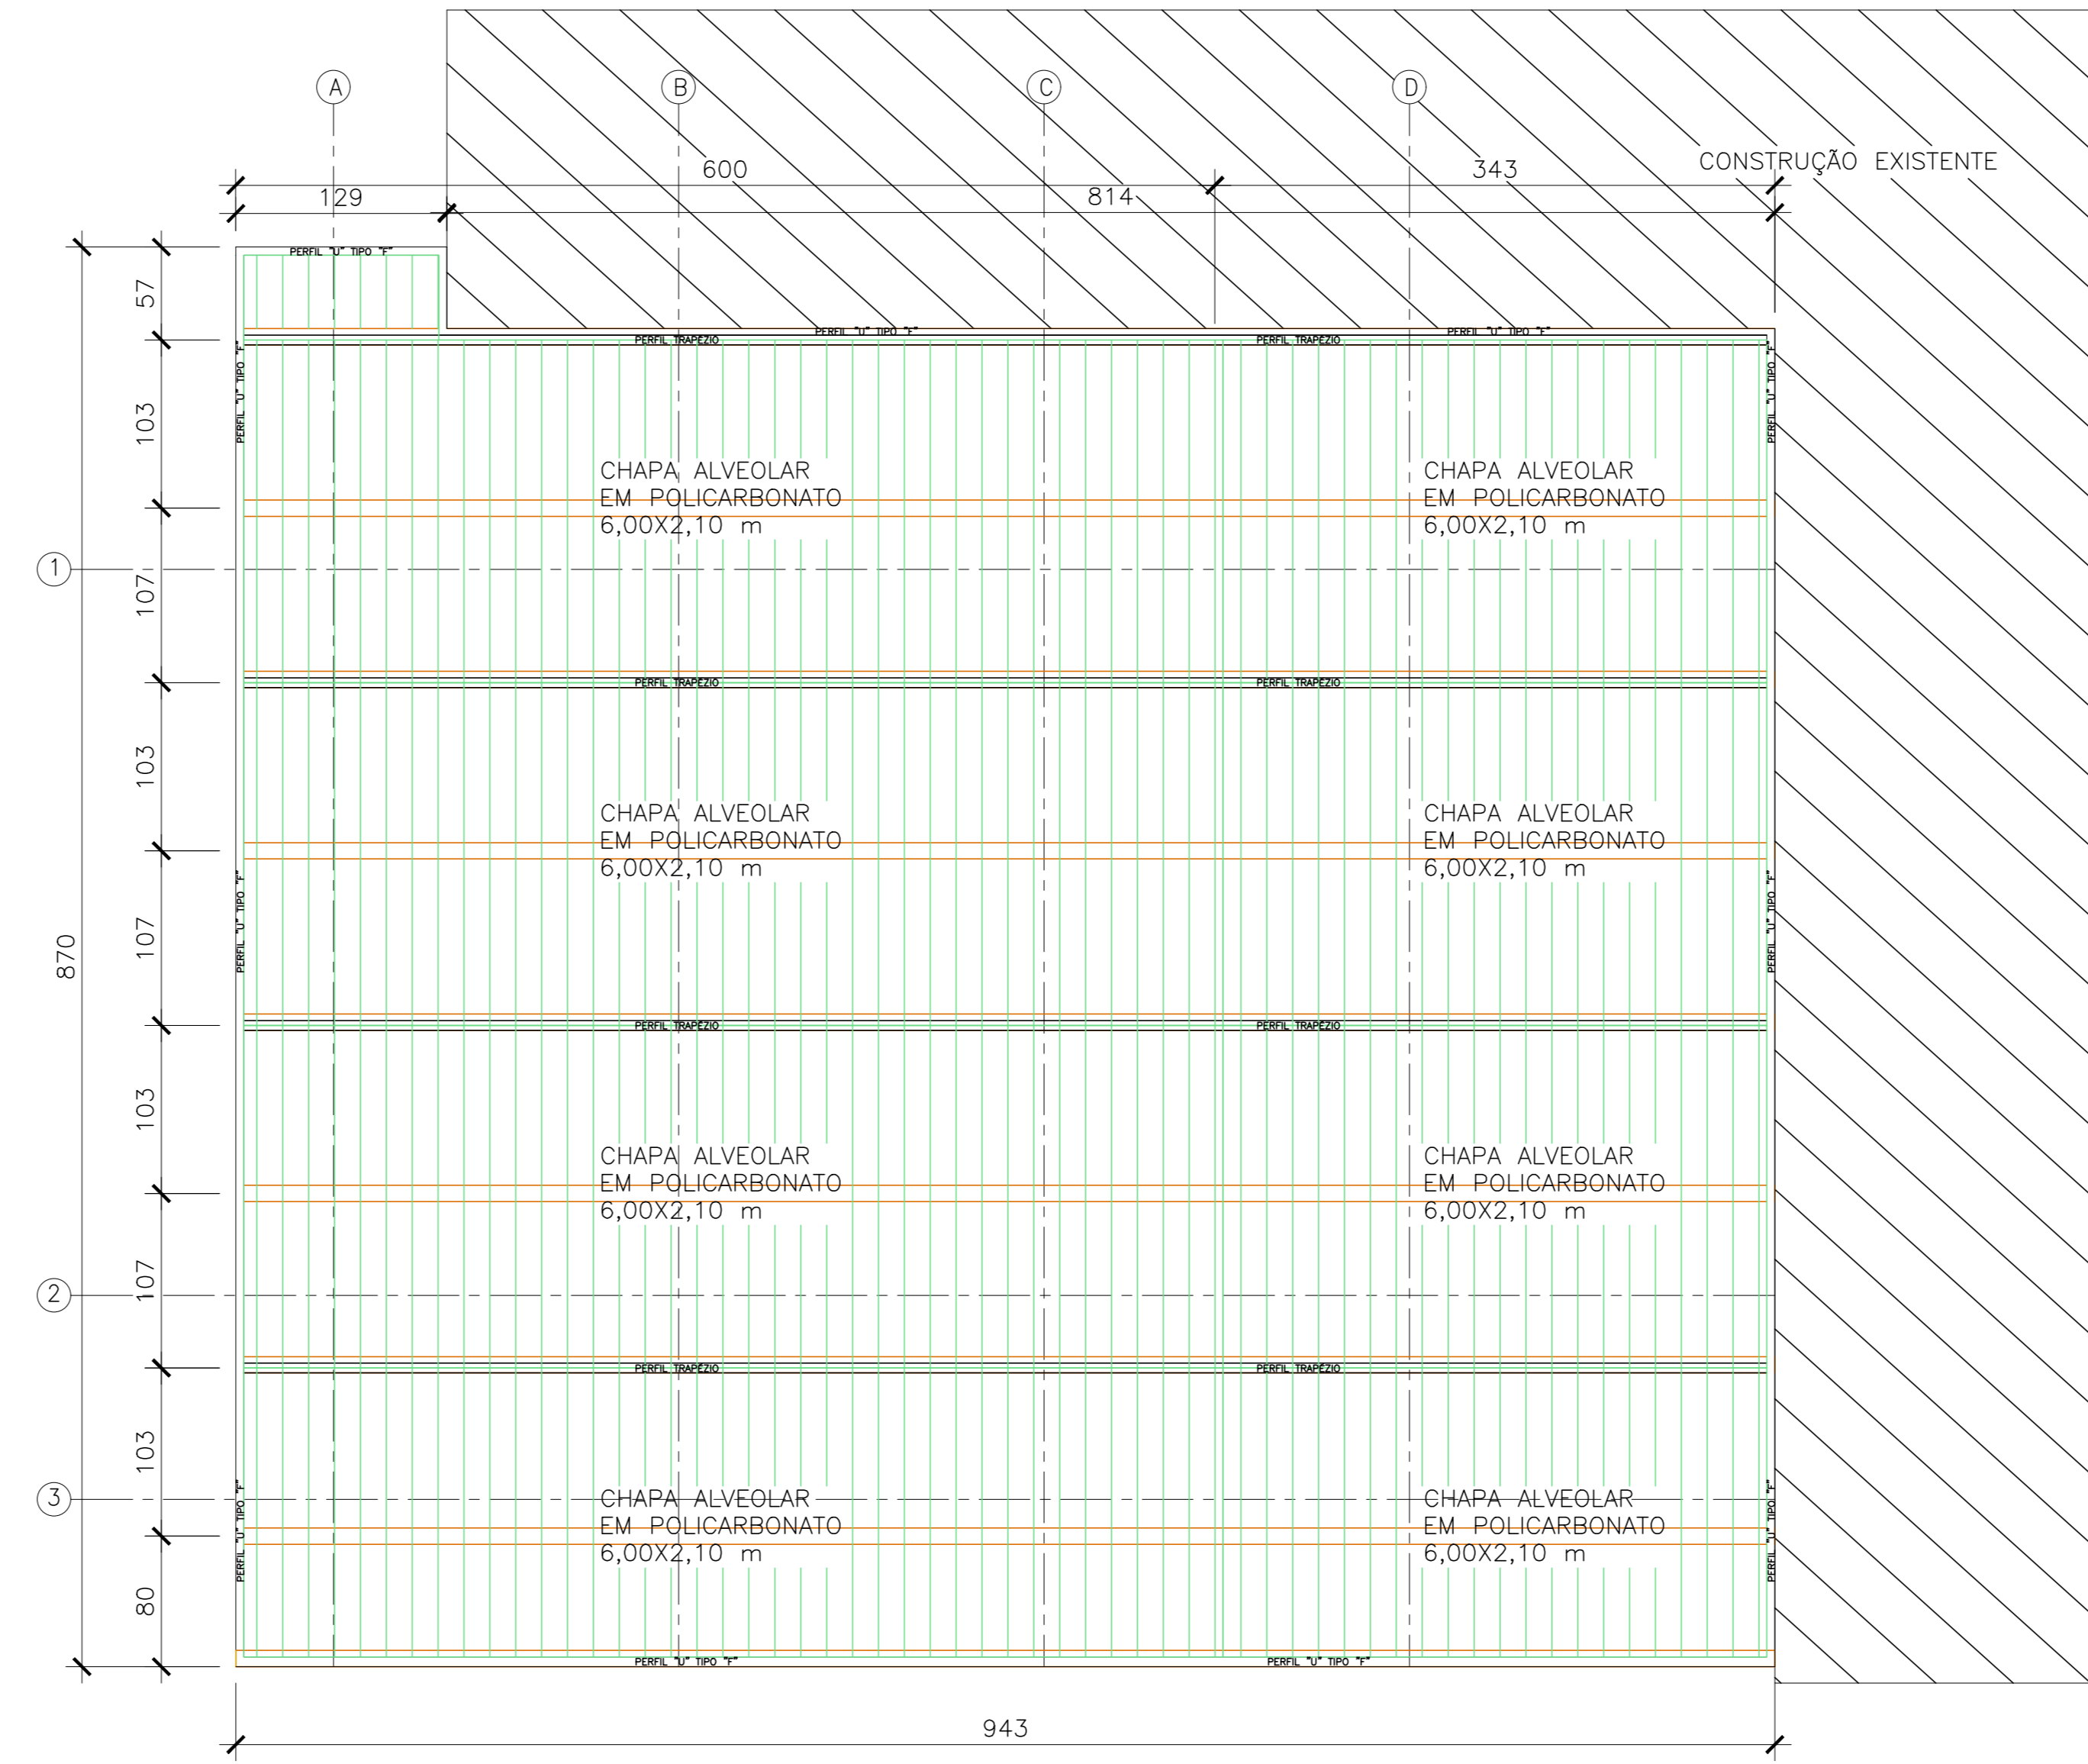 A
B
C
D
CONSTRUÇÃO EXISTENTE
600
343
129
814
PERFIL "U" TIPO "F"
PERFIL "U" TIPO "F"
PERFIL "U" TIPO "F"
PERFIL TRAPÉZIO
PERFIL TRAPÉZIO
57
103
PERFIL "U" TIPO "F"
PERFIL "U" TIPO "F"
CHAPA ALVEOLAR
EM POLICARBONATO
6,00X2,10 m
CHAPA ALVEOLAR
EM POLICARBONATO
6,00X2,10 m
1
107
PERFIL TRAPÉZIO
PERFIL TRAPÉZIO
103
CHAPA ALVEOLAR
EM POLICARBONATO
6,00X2,10 m
CHAPA ALVEOLAR
EM POLICARBONATO
6,00X2,10 m
870
107
PERFIL "U" TIPO "F"
PERFIL "U" TIPO "F"
PERFIL TRAPÉZIO
PERFIL TRAPÉZIO
103
CHAPA ALVEOLAR
EM POLICARBONATO
6,00X2,10 m
CHAPA ALVEOLAR
EM POLICARBONATO
6,00X2,10 m
2
107
PERFIL TRAPÉZIO
PERFIL TRAPÉZIO
103
3
PERFIL "U" TIPO "F"
PERFIL "U" TIPO "F"
CHAPA ALVEOLAR
EM POLICARBONATO
6,00X2,10 m
CHAPA ALVEOLAR
EM POLICARBONATO
6,00X2,10 m
80
PERFIL "U" TIPO "F"
PERFIL "U" TIPO "F"
943